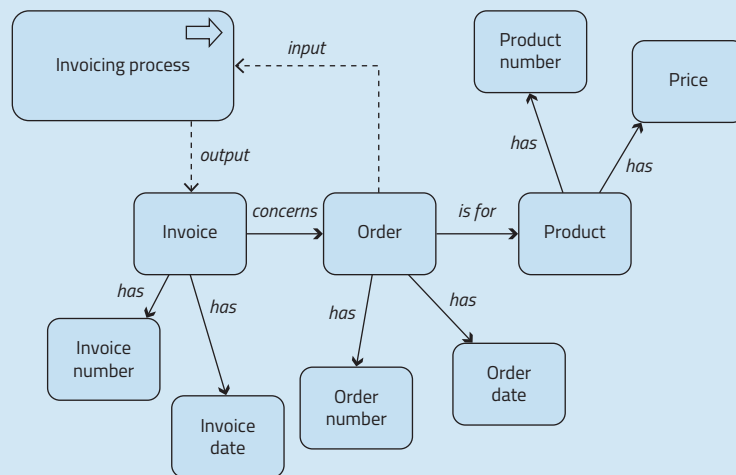 Invoicing process
input
Product
number
Price
output
has
has
Invoice
concerns
Order
is for
Product
has
has
has
has
Invoice
number
Invoice
date
Order
number
Order
date